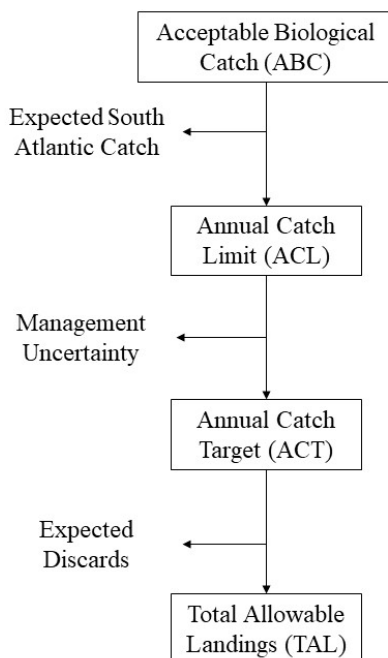 Acceptable Biological
Catch (ABC)
Expected South
Atlantic Catch
Annual Catch
Limit (ACL)
Management
Uncertainty
Annual Catch
Target (ACT)
Expected
Discards
Total Allowable
Landings (TAL)